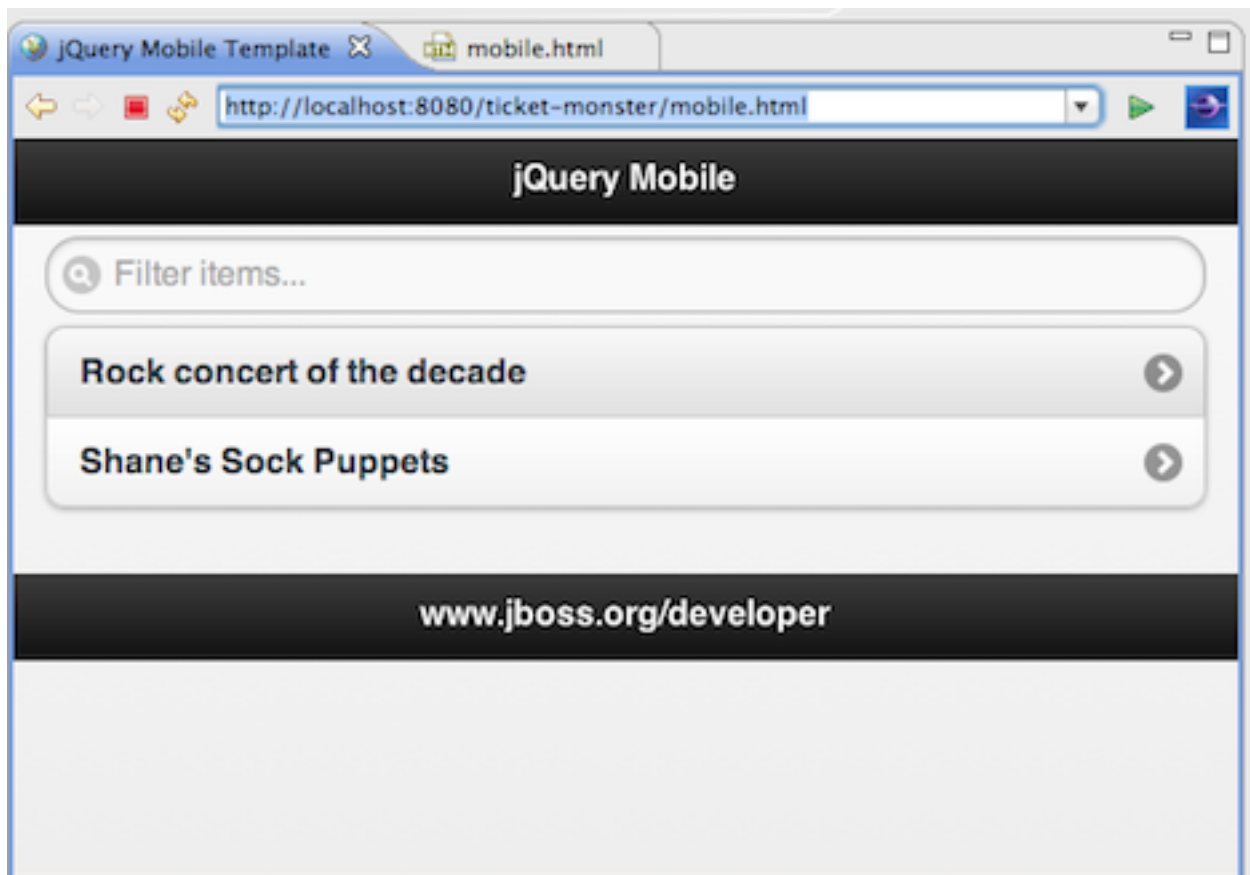 jQuery Mobile Template
mobile.html
http://localhost:8080/ticket-monster/mobile.html
jQuery Mobile
Filter items...
Rock concert of the decade
Shane's Sock Puppets
www.jboss.org/developer